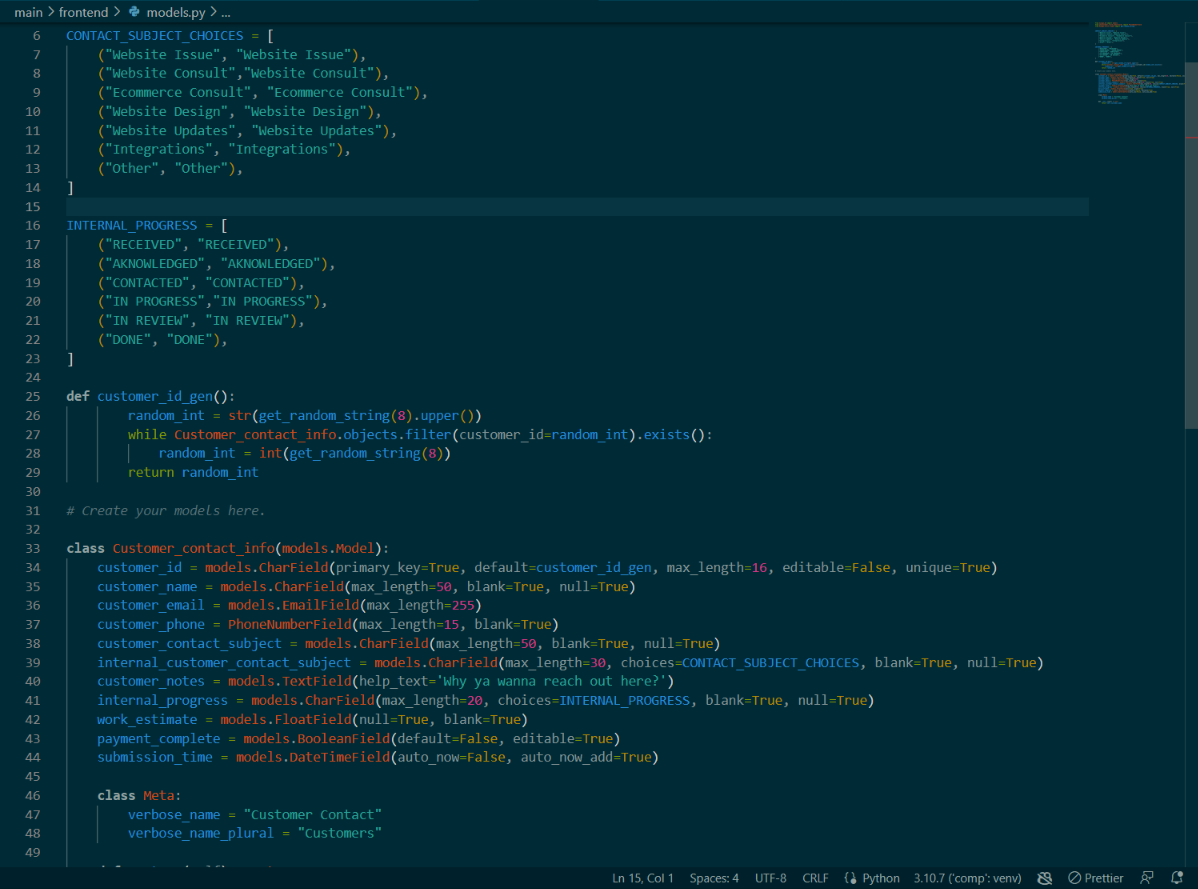 main > frontend > models.py > ...
6 CONTACT_SUBJECT_CHOICES = [
7     ("Website Issue", "Website Issue"),
8     ("Website Consult","Website Consult"),
9     ("Ecommerce Consult", "Ecommerce Consult"),
10     ("Website Design", "Website Design"),
11     ("Website Updates", "Website Updates"),
12     ("Integrations", "Integrations"),
13     ("Other", "Other"),
14 ]
15
16 INTERNAL_PROGRESS = [
17     ("RECEIVED", "RECEIVED"),
18     ("AKNOWLEDGED", "AKNOWLEDGED"),
19     ("CONTACTED", "CONTACTED"),
20     ("IN PROGRESS","IN PROGRESS"),
21     ("IN REVIEW", "IN REVIEW"),
22     ("DONE", "DONE"),
23 ]
24
25 def customer_id_gen():
26         random_int = str(get_random_string(8).upper())
27         while Customer_contact_info.objects.filter(customer_id=random_int).exists():
28             random_int = int(get_random_string(8))
29         return random_int
30
31 # Create your models here.
32
33 class Customer_contact_info(models.Model):
34     customer_id = models.CharField(primary_key=True, default=customer_id_gen, max_length=16, editable=False, unique=True)
35     customer_name = models.CharField(max_length=50, blank=True, null=True)
36     customer_email = models.EmailField(max_length=255)
37     customer_phone = PhoneNumberField(max_length=15, blank=True)
38     customer_contact_subject = models.CharField(max_length=50, blank=True, null=True)
39     internal_customer_contact_subject = models.CharField(max_length=30, choices=CONTACT_SUBJECT_CHOICES, blank=True, null=True)
40     customer_notes = models.TextField(help_text='Why ya wanna reach out here?')
41     internal_progress = models.CharField(max_length=20, choices=INTERNAL_PROGRESS, blank=True, null=True)
42     work_estimate = models.FloatField(null=True, blank=True)
43     payment_complete = models.BooleanField(default=False, editable=True)
44     submission_time = models.DateTimeField(auto_now=False, auto_now_add=True)
45
46     class Meta:
47         verbose_name = "Customer Contact"
48         verbose_name_plural = "Customers"
49
Ln 15, Col 1 Spaces: 4 UTF-8 CRLF Python 3.10.7 ('comp': venv) Prettier